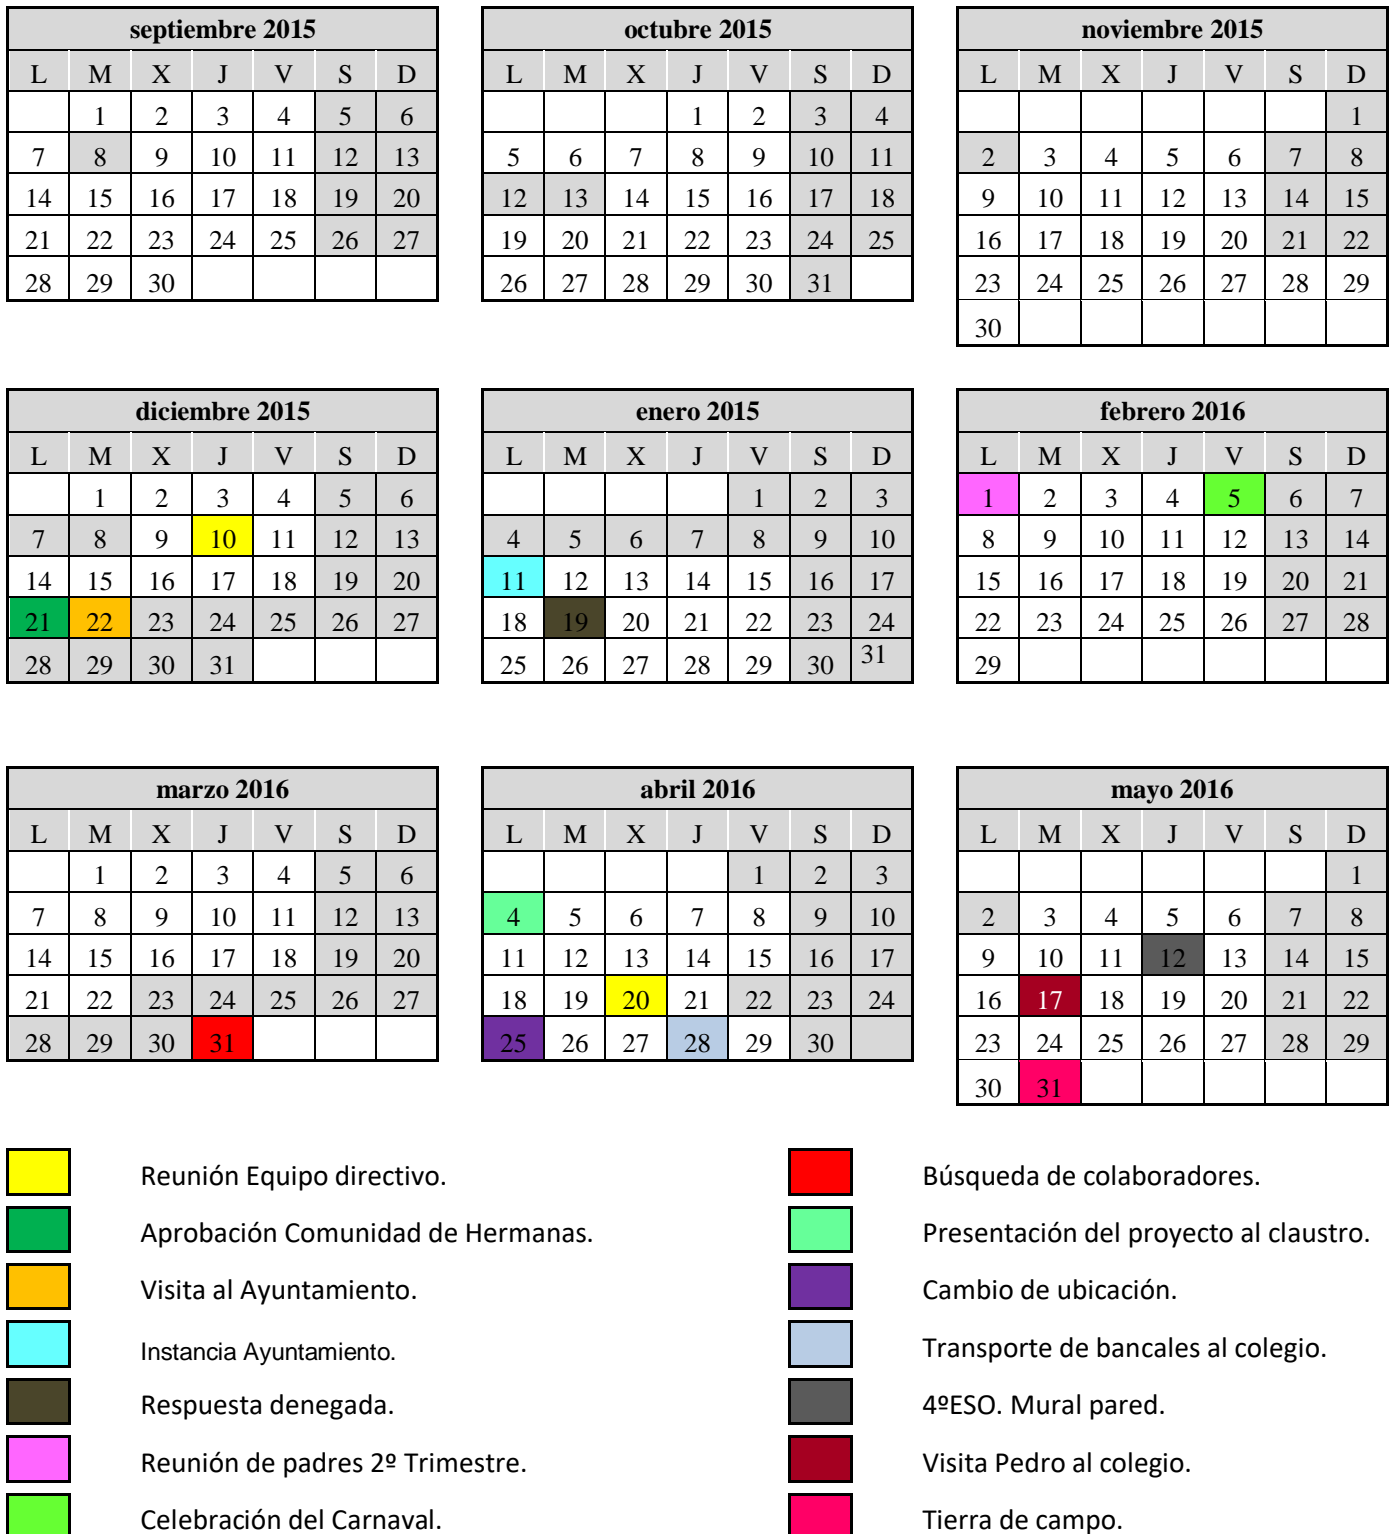 septiembre 2015
L M X J V S D
1 2 3 4 5 6
7 8 9 10 11 12 13
14 15 16 17 18 19 20
21 22 23 24 25 26 27
28 29 30
octubre 2015
L M X J V S D
1 2 3 4
5 6 7 8 9 10 11
12 13 14 15 16 17 18
19 20 21 22 23 24 25
26 27 28 29 30 31
noviembre 2015
L M X J V S D
1
2 3 4 5 6 7 8
9 10 11 12 13 14 15
16 17 18 19 20 21 22
23 24 25 26 27 28 29
30
diciembre 2015
L M X J V S D
1 2 3 4 5 6
7 8 9 10 11 12 13
14 15 16 17 18 19 20
21 22 23 24 25 26 27
28 29 30 31
enero 2015
L M X J V S D
1 2 3
4 5 6 7 8 9 10
11 12 13 14 15 16 17
18 19 20 21 22 23 24
25 26 27 28 29 30 31
febrero 2016
L M X J V S D
1 2 3 4 5 6 7
8 9 10 11 12 13 14
15 16 17 18 19 20 21
22 23 24 25 26 27 28
29
marzo 2016
L M X J V S D
1 2 3 4 5 6
7 8 9 10 11 12 13
14 15 16 17 18 19 20
21 22 23 24 25 26 27
28 29 30 31
abril 2016
L M X J V S D
1 2 3
4 5 6 7 8 9 10
11 12 13 14 15 16 17
18 19 20 21 22 23 24
25 26 27 28 29 30
mayo 2016
L M X J V S D
1
2 3 4 5 6 7 8
9 10 11 12 13 14 15
16 17 18 19 20 21 22
23 24 25 26 27 28 29
30 31
Reunión Equipo directivo.
Aprobación Comunidad de Hermanas.
Visita al Ayuntamiento.
Instancia Ayuntamiento.
Respuesta denegada.
Reunión de padres 2º Trimestre.
Celebración del Carnaval.
Búsqueda de colaboradores.
Presentación del proyecto al claustro.
Cambio de ubicación.
Transporte de bancales al colegio.
4ºESO. Mural pared.
Visita Pedro al colegio.
Tierra de campo.